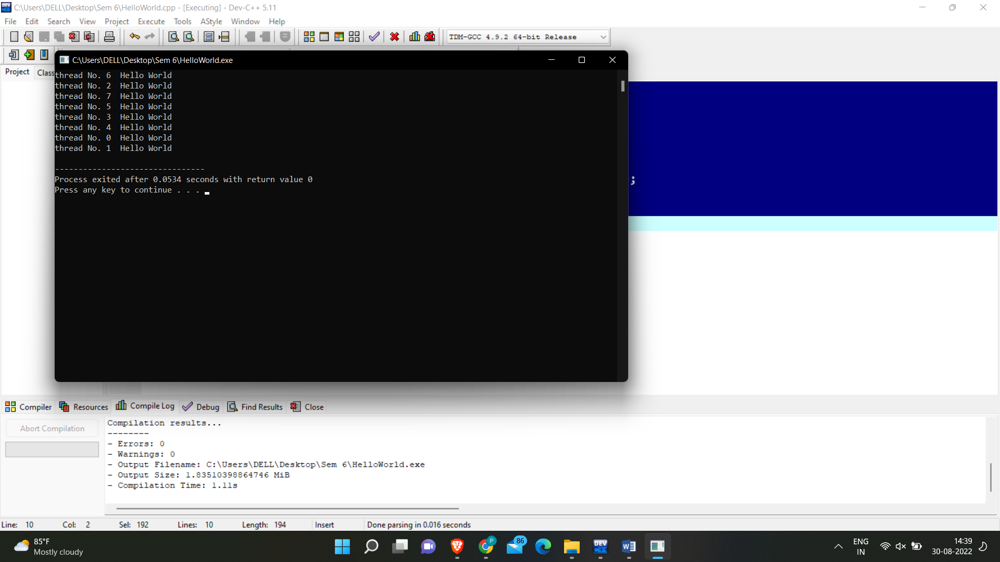 C:\Users\DELL\Desktop\Sem 6\HelloWorld.cpp - [Executing] - Dev-C++ 5.11
File Edit Search View Project Execute Tools AStyle Window Help
TDM-GCC 4.9.2 64-bit Release
C:\Users\DELL\Desktop\Sem 6\HelloWorld.exe
Project Class
thread No. 6  Hello World
thread No. 2  Hello World
thread No. 7  Hello World
thread No. 5  Hello World
thread No. 3  Hello World
thread No. 4  Hello World
thread No. 0  Hello World
thread No. 1  Hello World
--------------------------------
Process exited after 0.0534 seconds with return value 0
;
Press any key to continue . . .
Compiler Resources Compile Log Debug Find Results Close
Abort Compilation
Compilation results...
--------
- Errors: 0
- Warnings: 0
- Output Filename: C:\Users\DELL\Desktop\Sem 6\HelloWorld.exe
- Output Size: 1.83510398864746 MiB
- Compilation Time: 1.11s
Line: 10 Col: 2 Sel: 192 Lines: 10 Length: 194 Insert Done parsing in 0.016 seconds
85°F
Mostly cloudy
P
86
DEV
C++
W
ENG
IN
14:39
30-08-2022